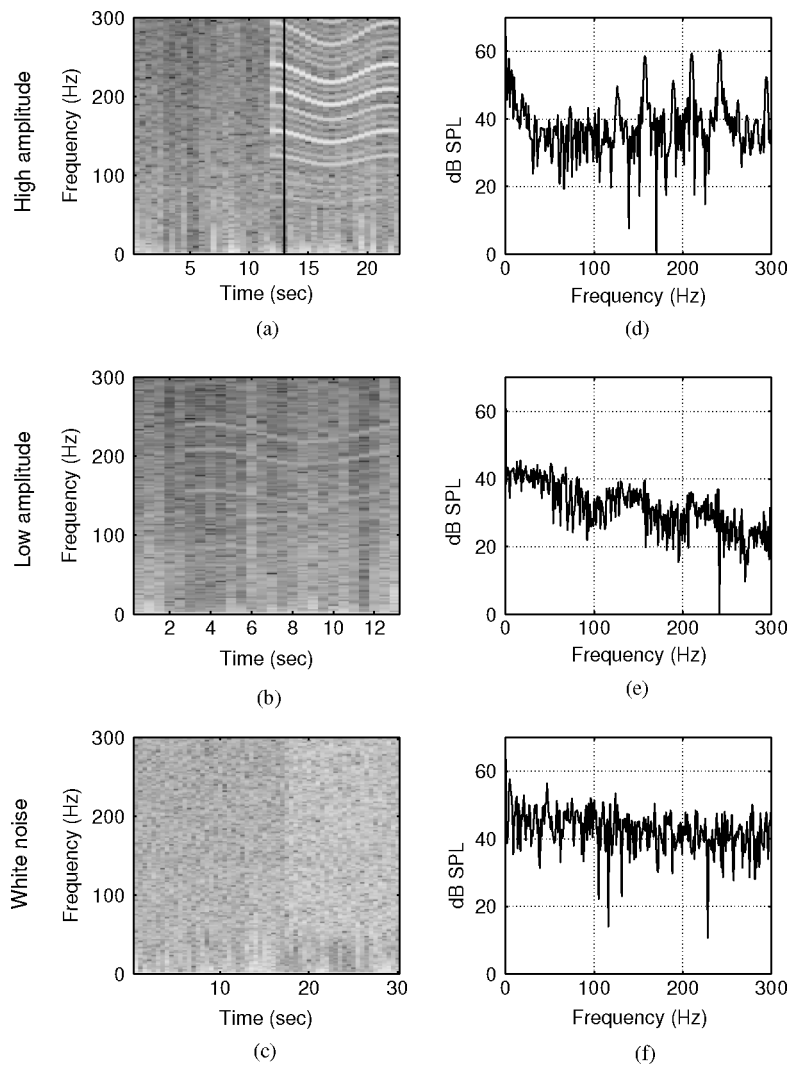 High amplitude
Frequency (Hz)
300
200
100
0
5 10 15 20
Time (sec)
(a)
dB SPL
60
40
20
0
0 100 200 300
Frequency (Hz)
(d)
Low amplitude
Frequency (Hz)
300
200
100
0
2 4 6 8 10 12
Time (sec)
(b)
dB SPL
60
40
20
0
0 100 200 300
Frequency (Hz)
(e)
White noise
Frequency (Hz)
300
200
100
0
10 20 30
Time (sec)
(c)
dB SPL
60
40
20
0
0 100 200 300
Frequency (Hz)
(f)